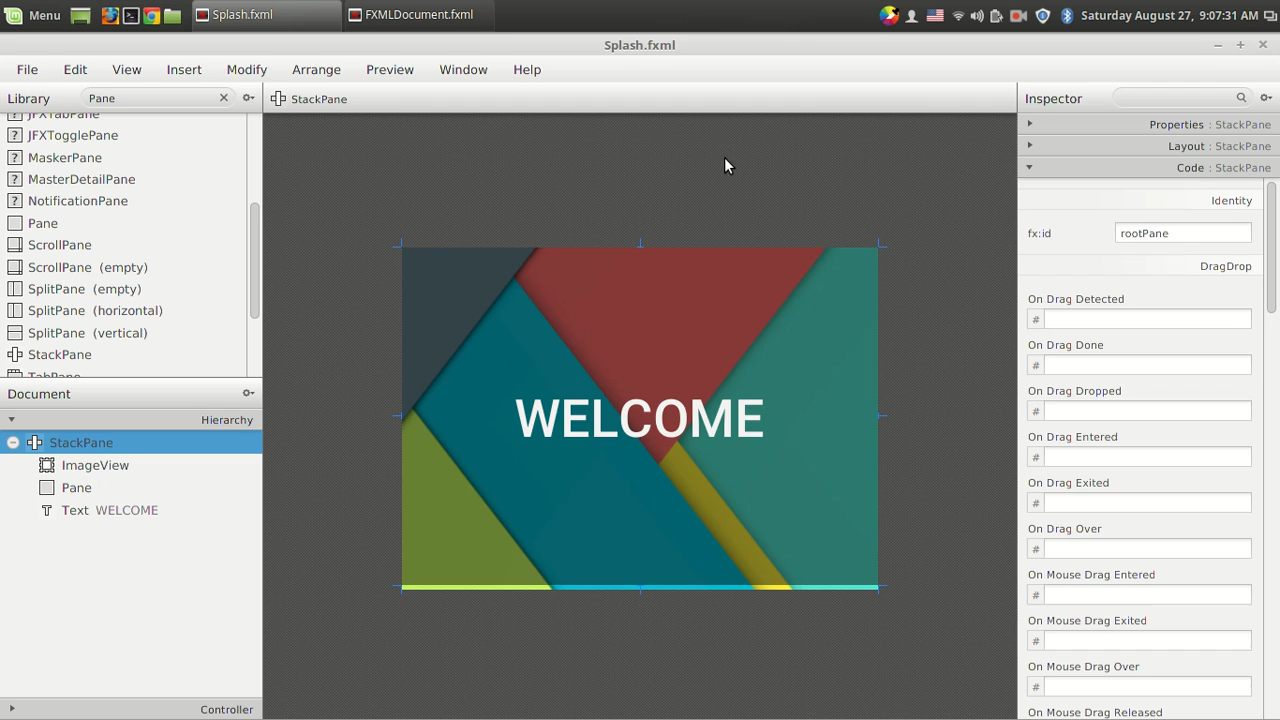 Menu
Splash.fxml
FXMLDocument.fxml
Saturday August 27, 9:07:31 AM
Splash.fxml
File Edit View Insert Modify Arrange Preview Window Help
Library
Pane
StackPane
Inspector
JFXTabPane
JFXTogglePane
MaskerPane
MasterDetailPane
NotificationPane
Pane
ScrollPane
ScrollPane (empty)
SplitPane (empty)
SplitPane (horizontal)
SplitPane (vertical)
StackPane
TabPane
Document
Hierarchy
StackPane
ImageView
Pane
Text WELCOME
Controller
WELCOME
Properties : StackPane
Layout : StackPane
Code : StackPane
Identity
fx:id
rootPane
DragDrop
On Drag Detected
#
On Drag Done
#
On Drag Dropped
#
On Drag Entered
#
On Drag Exited
#
On Drag Over
#
On Mouse Drag Entered
#
On Mouse Drag Exited
#
On Mouse Drag Over
#
On Mouse Drag Released